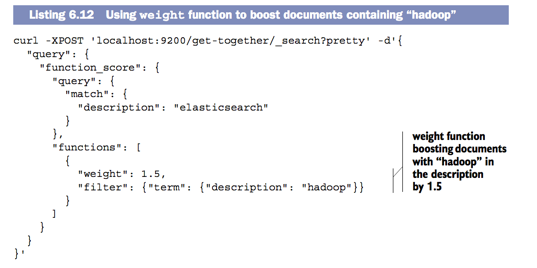 Listing 6.12 Using weight function to boost documents containing “hadoop”
curl -XPOST 'localhost:9200/get-together/_search?pretty' -d'{
  "query": {
    "function_score": {
      "query": {
        "match": {
          "description": "elasticsearch"
        }
      },
      "functions": [
        {
          "weight": 1.5,
          "filter": {"term": {"description": "hadoop"}}
        }
      ]
    }
  }
}'
weight function
boosting documents
with “hadoop” in
the description
by 1.5